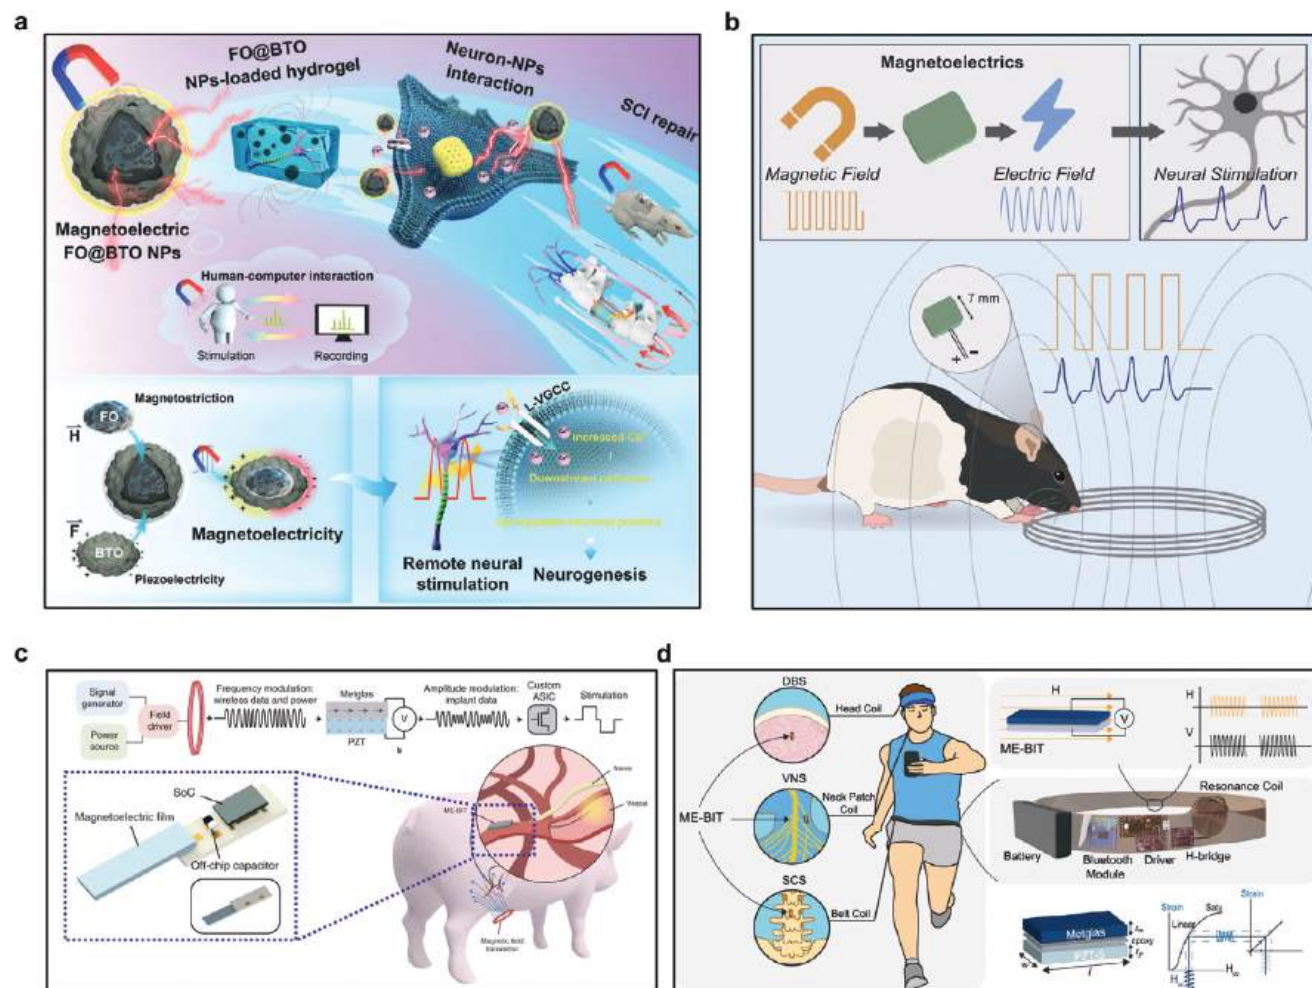 a
FO@BTO
NPs-loaded hydrogel
Neuron-NPs
interaction
SCI repair
Magnetoelectric
FO@BTO NPs
Human-computer interaction
Stimulation
Recording
Magnetostriction
FO
H
F
BTO
Piezoelectricity
Magnetoelectricity
L-VGCC
Increased
Downstream
Remote neural
stimulation
Neurogenesis
b
Magnetoelectrics
Magnetic Field
Electric Field
Neural Stimulation
7 mm
+ -
c
Signal
generator
Power
source
Field
driver
Frequency modulation:
wireless data and power
Metglas
PZT
V
b
Amplitude modulation:
implant data
Custom
ASIC
Stimulation
SoC
Magnetoelectric film
Off-chip capacitor
ME-BIT
Nerve
Vessel
Magnetic field
transmitter
d
DBS
Head Coil
VNS
Neck Patch
Coil
ME-BIT
SCS
Belt Coil
H
V
ME-BIT
H
V
Resonance Coil
Battery
Bluetooth
Module
Driver
H-bridge
Metglas
epoxy
PZT-5
l
Strain
Linear
Satu
Strain